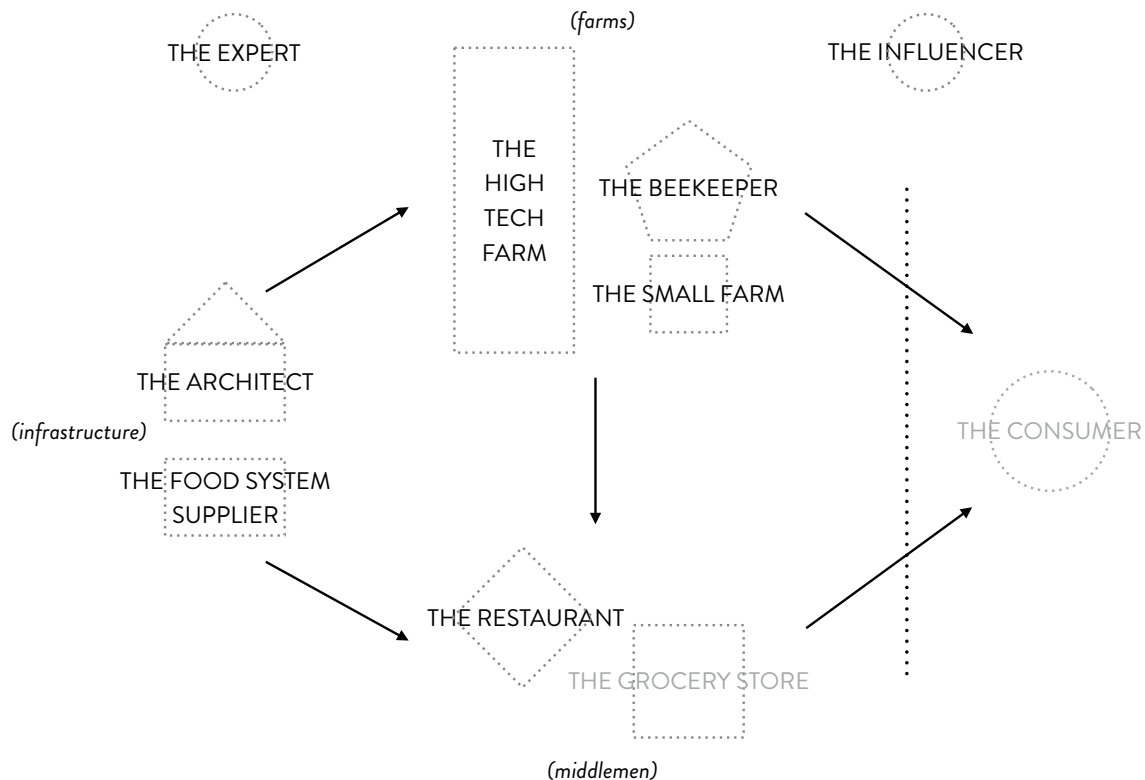 (farms)
THE EXPERT
THE INFLUENCER
THE
HIGH
TECH
FARM
THE BEEKEEPER
THE SMALL FARM
THE ARCHITECT
(infrastructure)
THE FOOD SYSTEM
SUPPLIER
THE CONSUMER
THE RESTAURANT
THE GROCERY STORE
(middlemen)